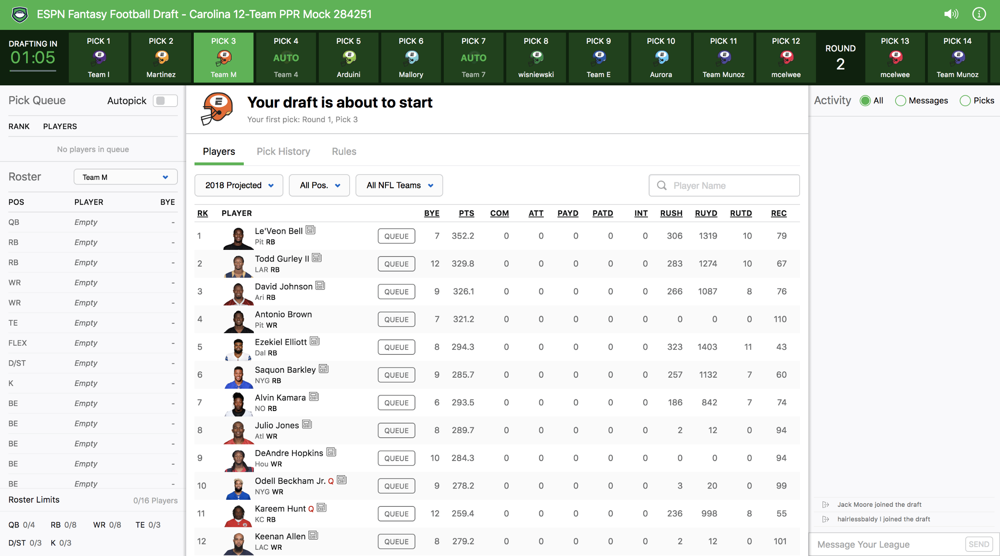 ESPN Fantasy Football Draft - Carolina 12-Team PPR Mock 284251
DRAFTING IN
01:05
PICK 1
Team I
PICK 2
Martinez
PICK 3
Team M
PICK 4
AUTO
Team 4
PICK 5
Arduini
PICK 6
Mallory
PICK 7
AUTO
Team 7
PICK 8
wisniewski
PICK 9
Team E
PICK 10
Aurora
PICK 11
Team Munoz
PICK 12
mcelwee
ROUND
2
PICK 13
mcelwee
PICK 14
Team Munoz
Pick Queue Autopick
RANK PLAYERS
No players in queue
Roster Team M
POS PLAYER BYE
QB Empty -
RB Empty -
RB Empty -
WR Empty -
WR Empty -
TE Empty -
FLEX Empty -
D/ST Empty -
K Empty -
BE Empty -
BE Empty -
BE Empty -
BE Empty -
BE Empty -
Roster Limits 0/16 Players
QB 0/4 RB 0/8 WR 0/8 TE 0/3
D/ST 0/3 K 0/3
Your draft is about to start
Your first pick: Round 1, Pick 3
Players Pick History Rules
2018 Projected All Pos. All NFL Teams Player Name
RK PLAYER BYE PTS COM ATT PAYD PATD INT RUSH RUYD RUTD REC
1 Le'Veon Bell Pit RB QUEUE 7 352.2 0 0 0 0 0 306 1319 10 79
2 Todd Gurley II LAR RB QUEUE 12 329.8 0 0 0 0 0 283 1274 10 67
3 David Johnson Ari RB QUEUE 9 326.1 0 0 0 0 0 266 1087 8 76
4 Antonio Brown Pit WR QUEUE 7 321.2 0 0 0 0 0 0 0 0 110
5 Ezekiel Elliott Dal RB QUEUE 8 294.3 0 0 0 0 0 323 1403 11 43
6 Saquon Barkley NYG RB QUEUE 9 285.7 0 0 0 0 0 257 1132 7 60
7 Alvin Kamara NO RB QUEUE 6 293.5 0 0 0 0 0 186 842 7 74
8 Julio Jones Atl WR QUEUE 8 289.7 0 0 0 0 0 2 12 0 94
9 DeAndre Hopkins Hou WR QUEUE 10 284.3 0 0 0 0 0 0 0 0 94
10 Odell Beckham Jr. Q NYG WR QUEUE 9 278.2 0 0 0 0 0 3 20 0 99
11 Kareem Hunt Q KC RB QUEUE 12 259.4 0 0 0 0 0 236 998 8 55
12 Keenan Allen LAC WR QUEUE 8 279.2 0 0 0 0 0 2 12 0 101
Activity All Messages Picks
Jack Moore joined the draft
hairlessbaldy l joined the draft
Message Your League SEND